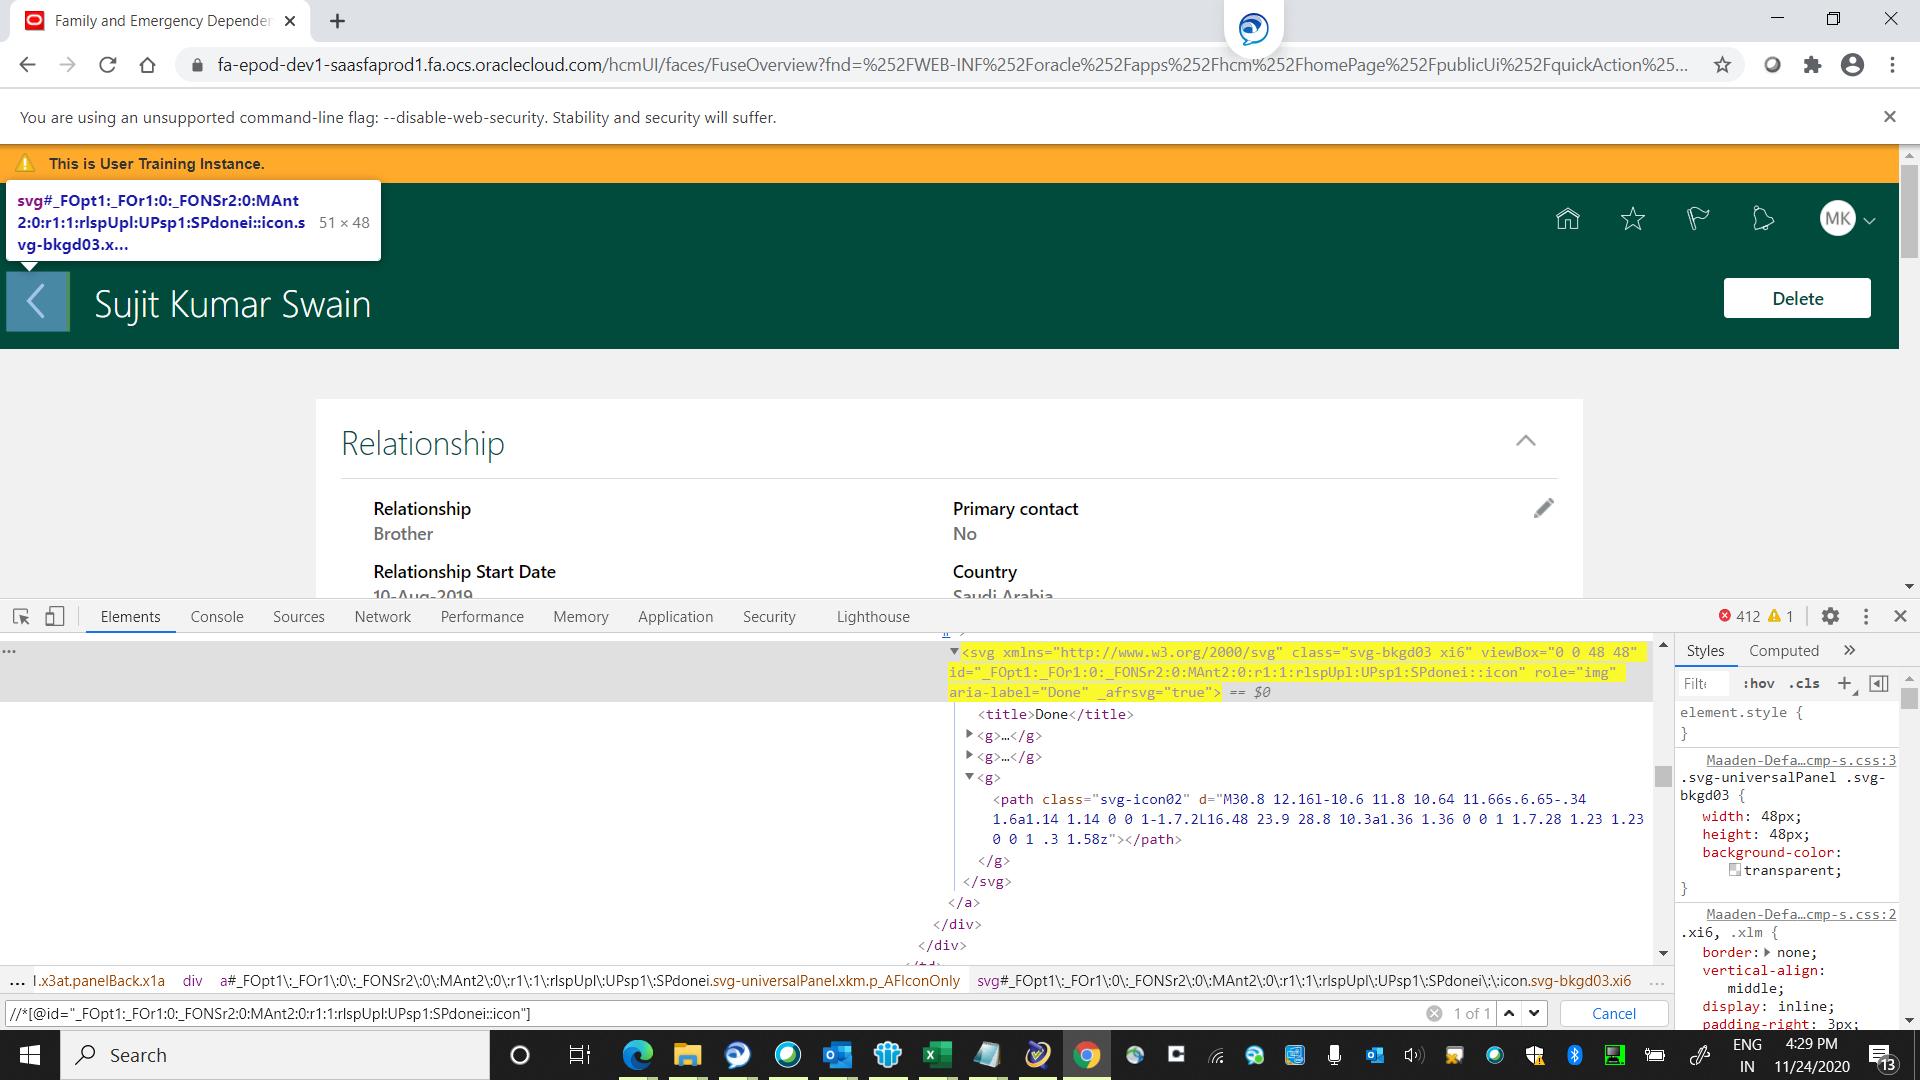 Family and Emergency Depender
fa-epod-dev1-saasfaprod1.fa.ocs.oraclecloud.com/hcmUI/faces/FuseOverview?fnd=%252FWEB-INF%252Foracle%252Fapps%252Fhcm%252FhomePage%252FpublicUi%252FquickAction%25...
You are using an unsupported command-line flag: --disable-web-security. Stability and security will suffer.
This is User Training Instance.
svg#_FOpt1:_FOr1:0:_FONSr2:0:MAnt
2:0:r1:1:rlspUpl:UPsp1:SPdonei::icon.s 51 × 48
vg-bkgd03.x...
MK
Sujit Kumar Swain
Delete
Relationship
Relationship
Brother
Primary contact
No
Relationship Start Date
10-Aug-2019
Country
Saudi Arabia
Elements Console Sources Network Performance Memory Application Security Lighthouse
412 1
<svg xmlns="http://www.w3.org/2000/svg" class="svg-bkgd03 xi6" viewBox="0 0 48 48"
id="_FOpt1:_FOr1:0:_FONSr2:0:MAnt2:0:r1:1:rlspUpl:UPsp1:SPdonei::icon" role="img"
aria-label="Done" _afrsvg="true"> == $0
<title>Done</title>
<g>…</g>
<g>…</g>
<g>
<path class="svg-icon02" d="M30.8 12.16l-10.6 11.8 10.64 11.66s.6.65-.34
1.6a1.14 1.14 0 0 1-1.7.2L16.48 23.9 28.8 10.3a1.36 1.36 0 0 1 1.7.28 1.23 1.23
0 0 1 .3 1.58z"></path>
</g>
</svg>
</a>
</div>
</div>
Styles Computed »
:hov .cls +
element.style {
}
Maaden-Defa…cmp-s.css:3
.svg-universalPanel .svg-
bkgd03 {
width: 48px;
height: 48px;
background-color:
transparent;
}
Maaden-Defa…cmp-s.css:2
.xi6, .xlm {
border: none;
vertical-align:
middle;
display: inline;
padding-right: 3px;
... l.x3at.panelBack.x1a div a#_FOpt1\:_FOr1\:0\:_FONSr2\:0\:MAnt2\:0\:r1\:1\:rlspUpl\:UPsp1\:SPdonei.svg-universalPanel.xkm.p_AFIconOnly svg#_FOpt1\:_FOr1\:0\:_FONSr2\:0\:MAnt2\:0\:r1\:1\:rlspUpl\:UPsp1\:SPdonei\:\:icon.svg-bkgd03.xi6 ...
//*[@id="_FOpt1:_FOr1:0:_FONSr2:0:MAnt2:0:r1:1:rlspUpl:UPsp1:SPdonei::icon"]
1 of 1
Cancel
Search
ENG
IN
4:29 PM
11/24/2020
13